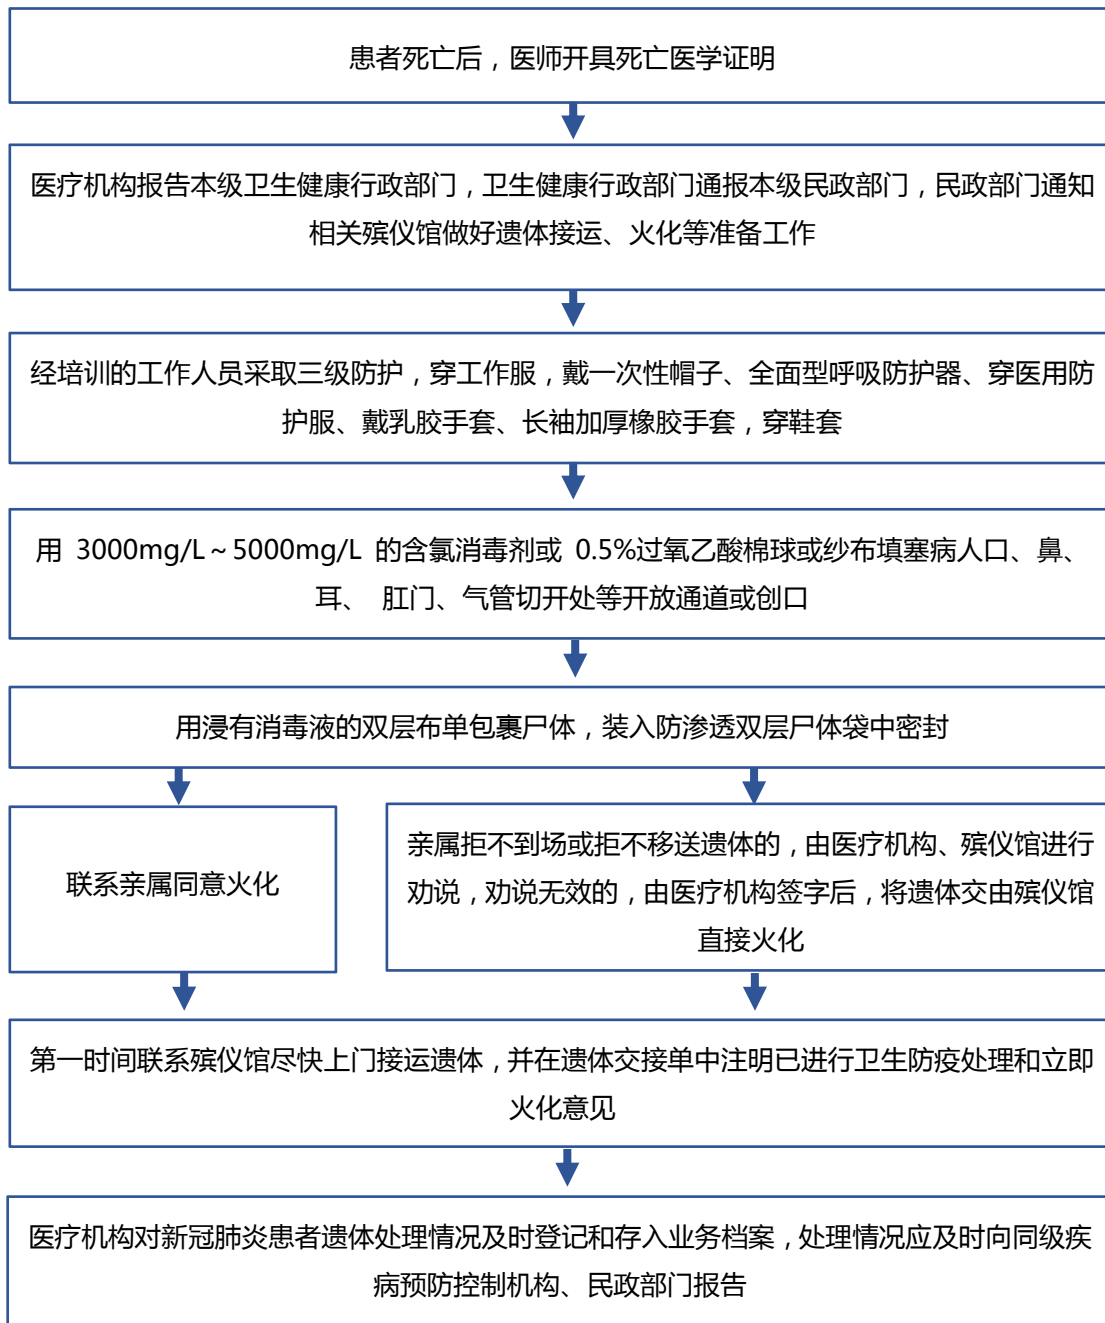 患者死亡后，医师开具死亡医学证明
医疗机构报告本级卫生健康行政部门，卫生健康行政部门通报本级民政部门，民政部门通知
相关殡仪馆做好遗体接运、火化等准备工作
经培训的工作人员采取三级防护，穿工作服，戴一次性帽子、全面型呼吸防护器、穿医用防
护服、戴乳胶手套、长袖加厚橡胶手套，穿鞋套
用 3000mg/L～5000mg/L 的含氯消毒剂或 0.5%过氧乙酸棉球或纱布填塞病人口、鼻、
耳、 肛门、气管切开处等开放通道或创口
用浸有消毒液的双层布单包裹尸体，装入防渗透双层尸体袋中密封
联系亲属同意火化
亲属拒不到场或拒不移送遗体的，由医疗机构、殡仪馆进行
劝说，劝说无效的，由医疗机构签字后，将遗体交由殡仪馆
直接火化
第一时间联系殡仪馆尽快上门接运遗体，并在遗体交接单中注明已进行卫生防疫处理和立即
火化意见
医疗机构对新冠肺炎患者遗体处理情况及时登记和存入业务档案，处理情况应及时向同级疾
病预防控制机构、民政部门报告